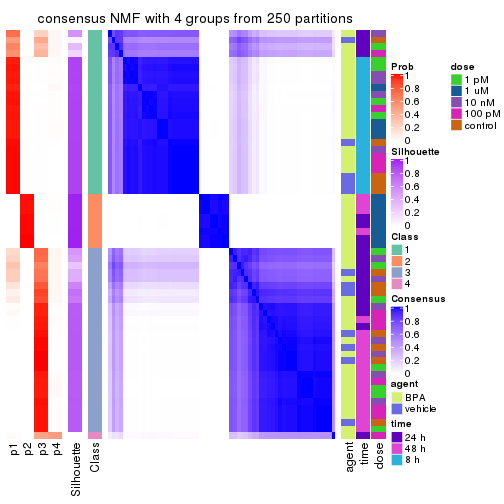 consensus NMF with 4 groups from 250 partitions
Prob
1
0.8
0.6
0.4
0.2
0
Silhouette
1
0.8
0.6
0.4
0.2
0
Class
1
2
3
4
Consensus
1
0.8
0.6
0.4
0.2
0
agent
BPA
vehicle
time
24 h
48 h
8 h
dose
1 pM
1 uM
10 nM
100 pM
control
p1
p2
p3
p4
Silhouette
Class
agent
time
dose